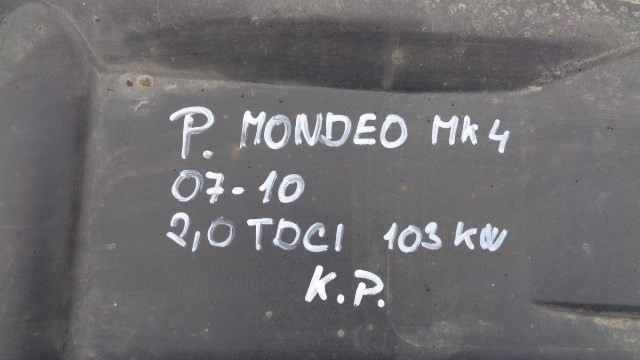 P. MONDEO MK4
07-10
2,0 TDCI 103 KW
K.P.